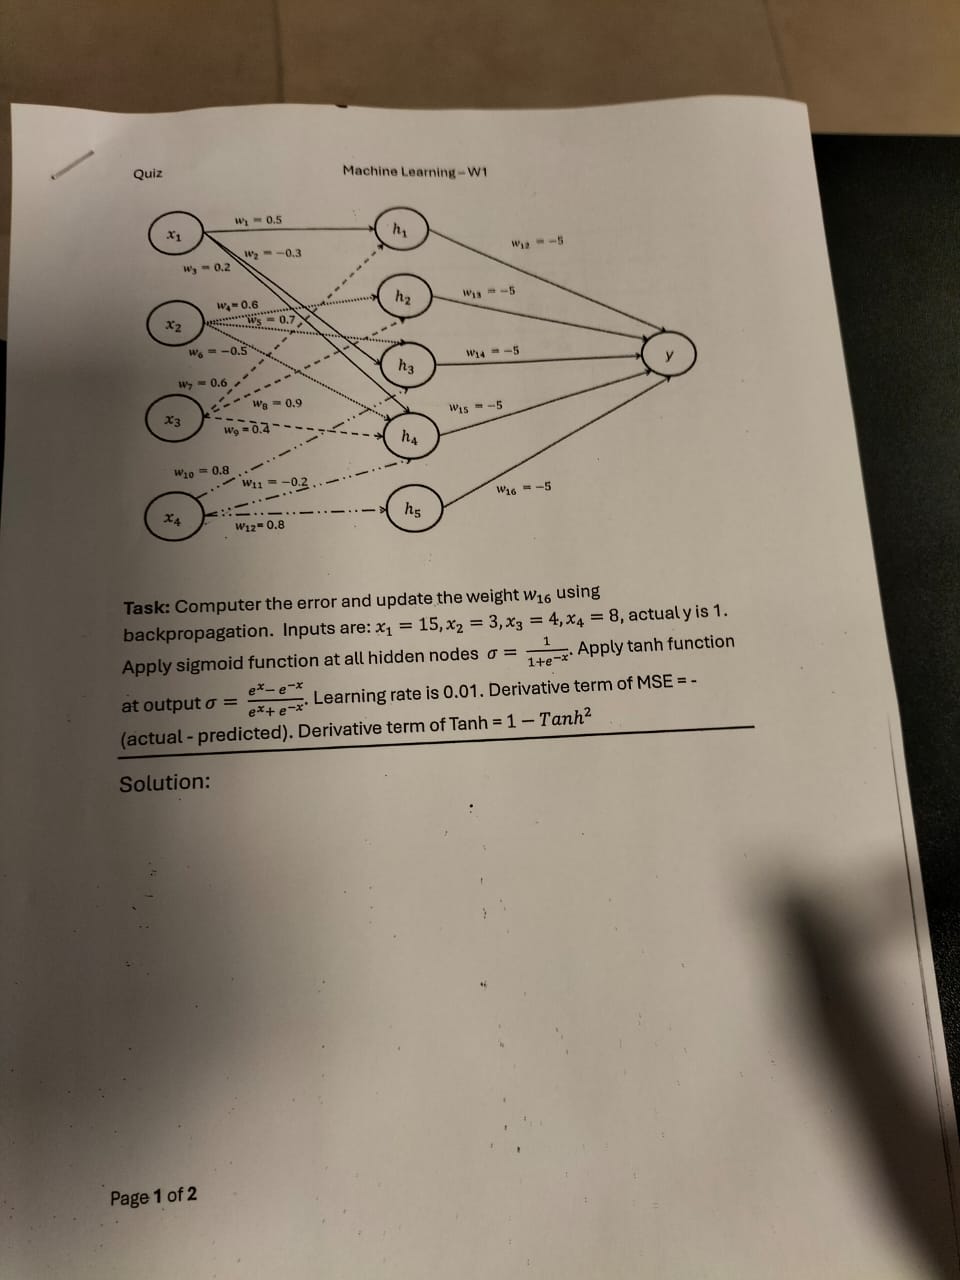 Quiz
Machine Learning – W1
x₁
w₁ = 0.5
h₁
w₂ = −0.3
w₁₂ = −5
w₃ = 0.2
w₄= 0.6
h₂
w₁₃ = −5
x₂
w₅ = 0.7
w₆ = −0.5
h₃
w₁₄ = −5
y
w₇ = 0.6
w₈ = 0.9
w₁₅ = −5
x₃
w₉ = 0.4
h₄
w₁₀ = 0.8
w₁₁ = −0.2
w₁₆ = −5
x₄
w₁₂= 0.8
h₅
Task: Computer the error and update the weight w₁₆ using
backpropagation. Inputs are: x₁ = 15, x₂ = 3, x₃ = 4, x₄ = 8, actual y is 1.
Apply sigmoid function at all hidden nodes σ = 1/(1+e⁻ˣ). Apply tanh function
at output σ = (eˣ− e⁻ˣ)/(eˣ+ e⁻ˣ). Learning rate is 0.01. Derivative term of MSE = -
(actual - predicted). Derivative term of Tanh = 1 − Tanh²
Solution:
Page 1 of 2